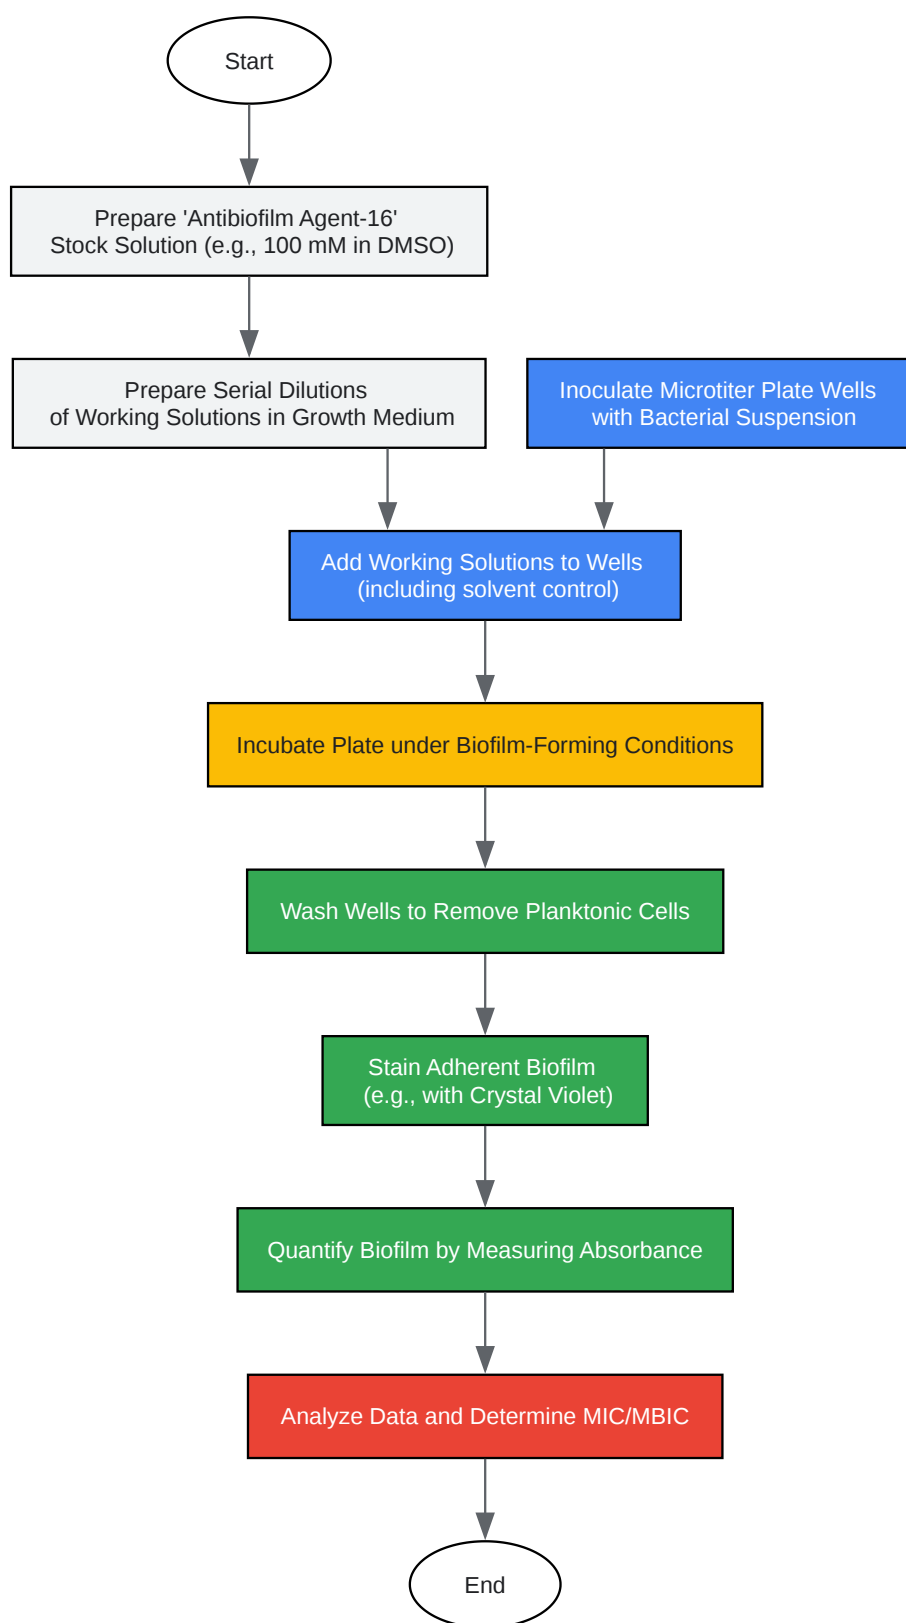 Start
Prepare 'Antibiofilm Agent-16'
Stock Solution (e.g., 100 mM in DMSO)
Prepare Serial Dilutions
of Working Solutions in Growth Medium
Inoculate Microtiter Plate Wells
with Bacterial Suspension
Add Working Solutions to Wells
(including solvent control)
Incubate Plate under Biofilm-Forming Conditions
Wash Wells to Remove Planktonic Cells
Stain Adherent Biofilm
(e.g., with Crystal Violet)
Quantify Biofilm by Measuring Absorbance
Analyze Data and Determine MIC/MBIC
End